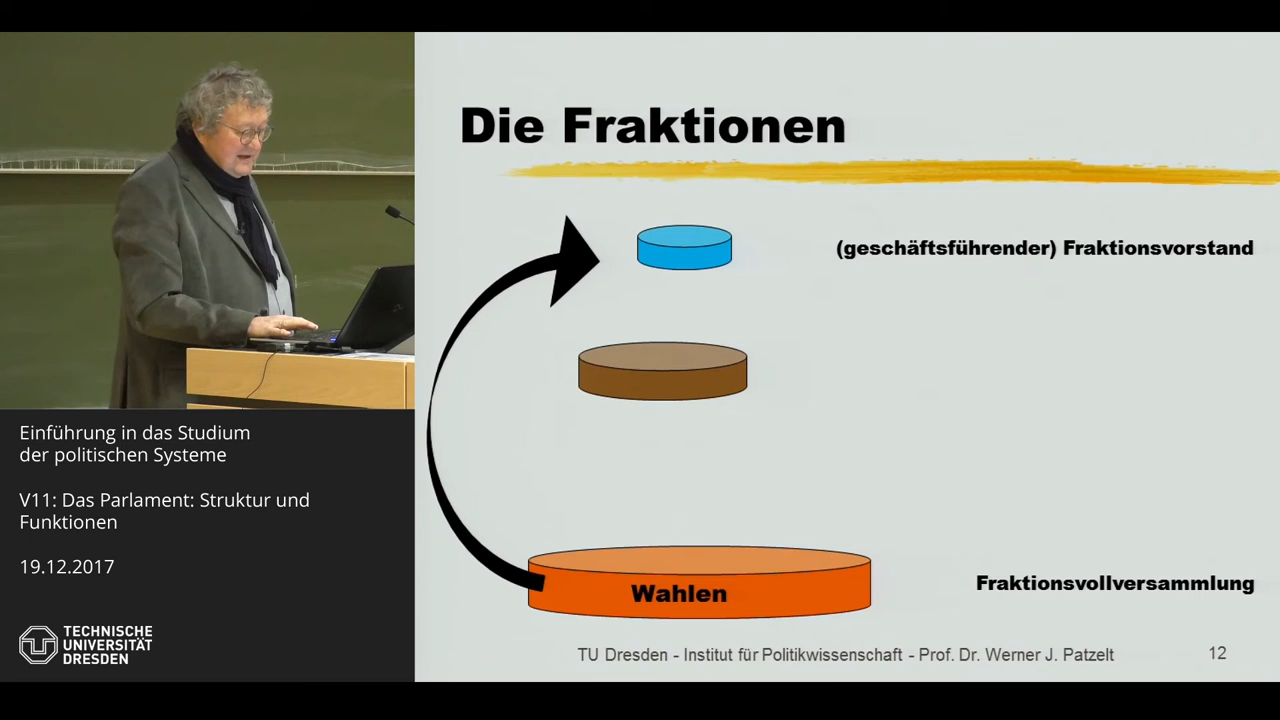 Die Fraktionen
(geschäftsführender) Fraktionsvorstand
Wahlen
Fraktionsvollversammlung
TU Dresden - Institut für Politikwissenschaft - Prof. Dr. Werner J. Patzelt
12
Einführung in das Studium
der politischen Systeme
V11: Das Parlament: Struktur und
Funktionen
19.12.2017
TECHNISCHE
UNIVERSITÄT
DRESDEN